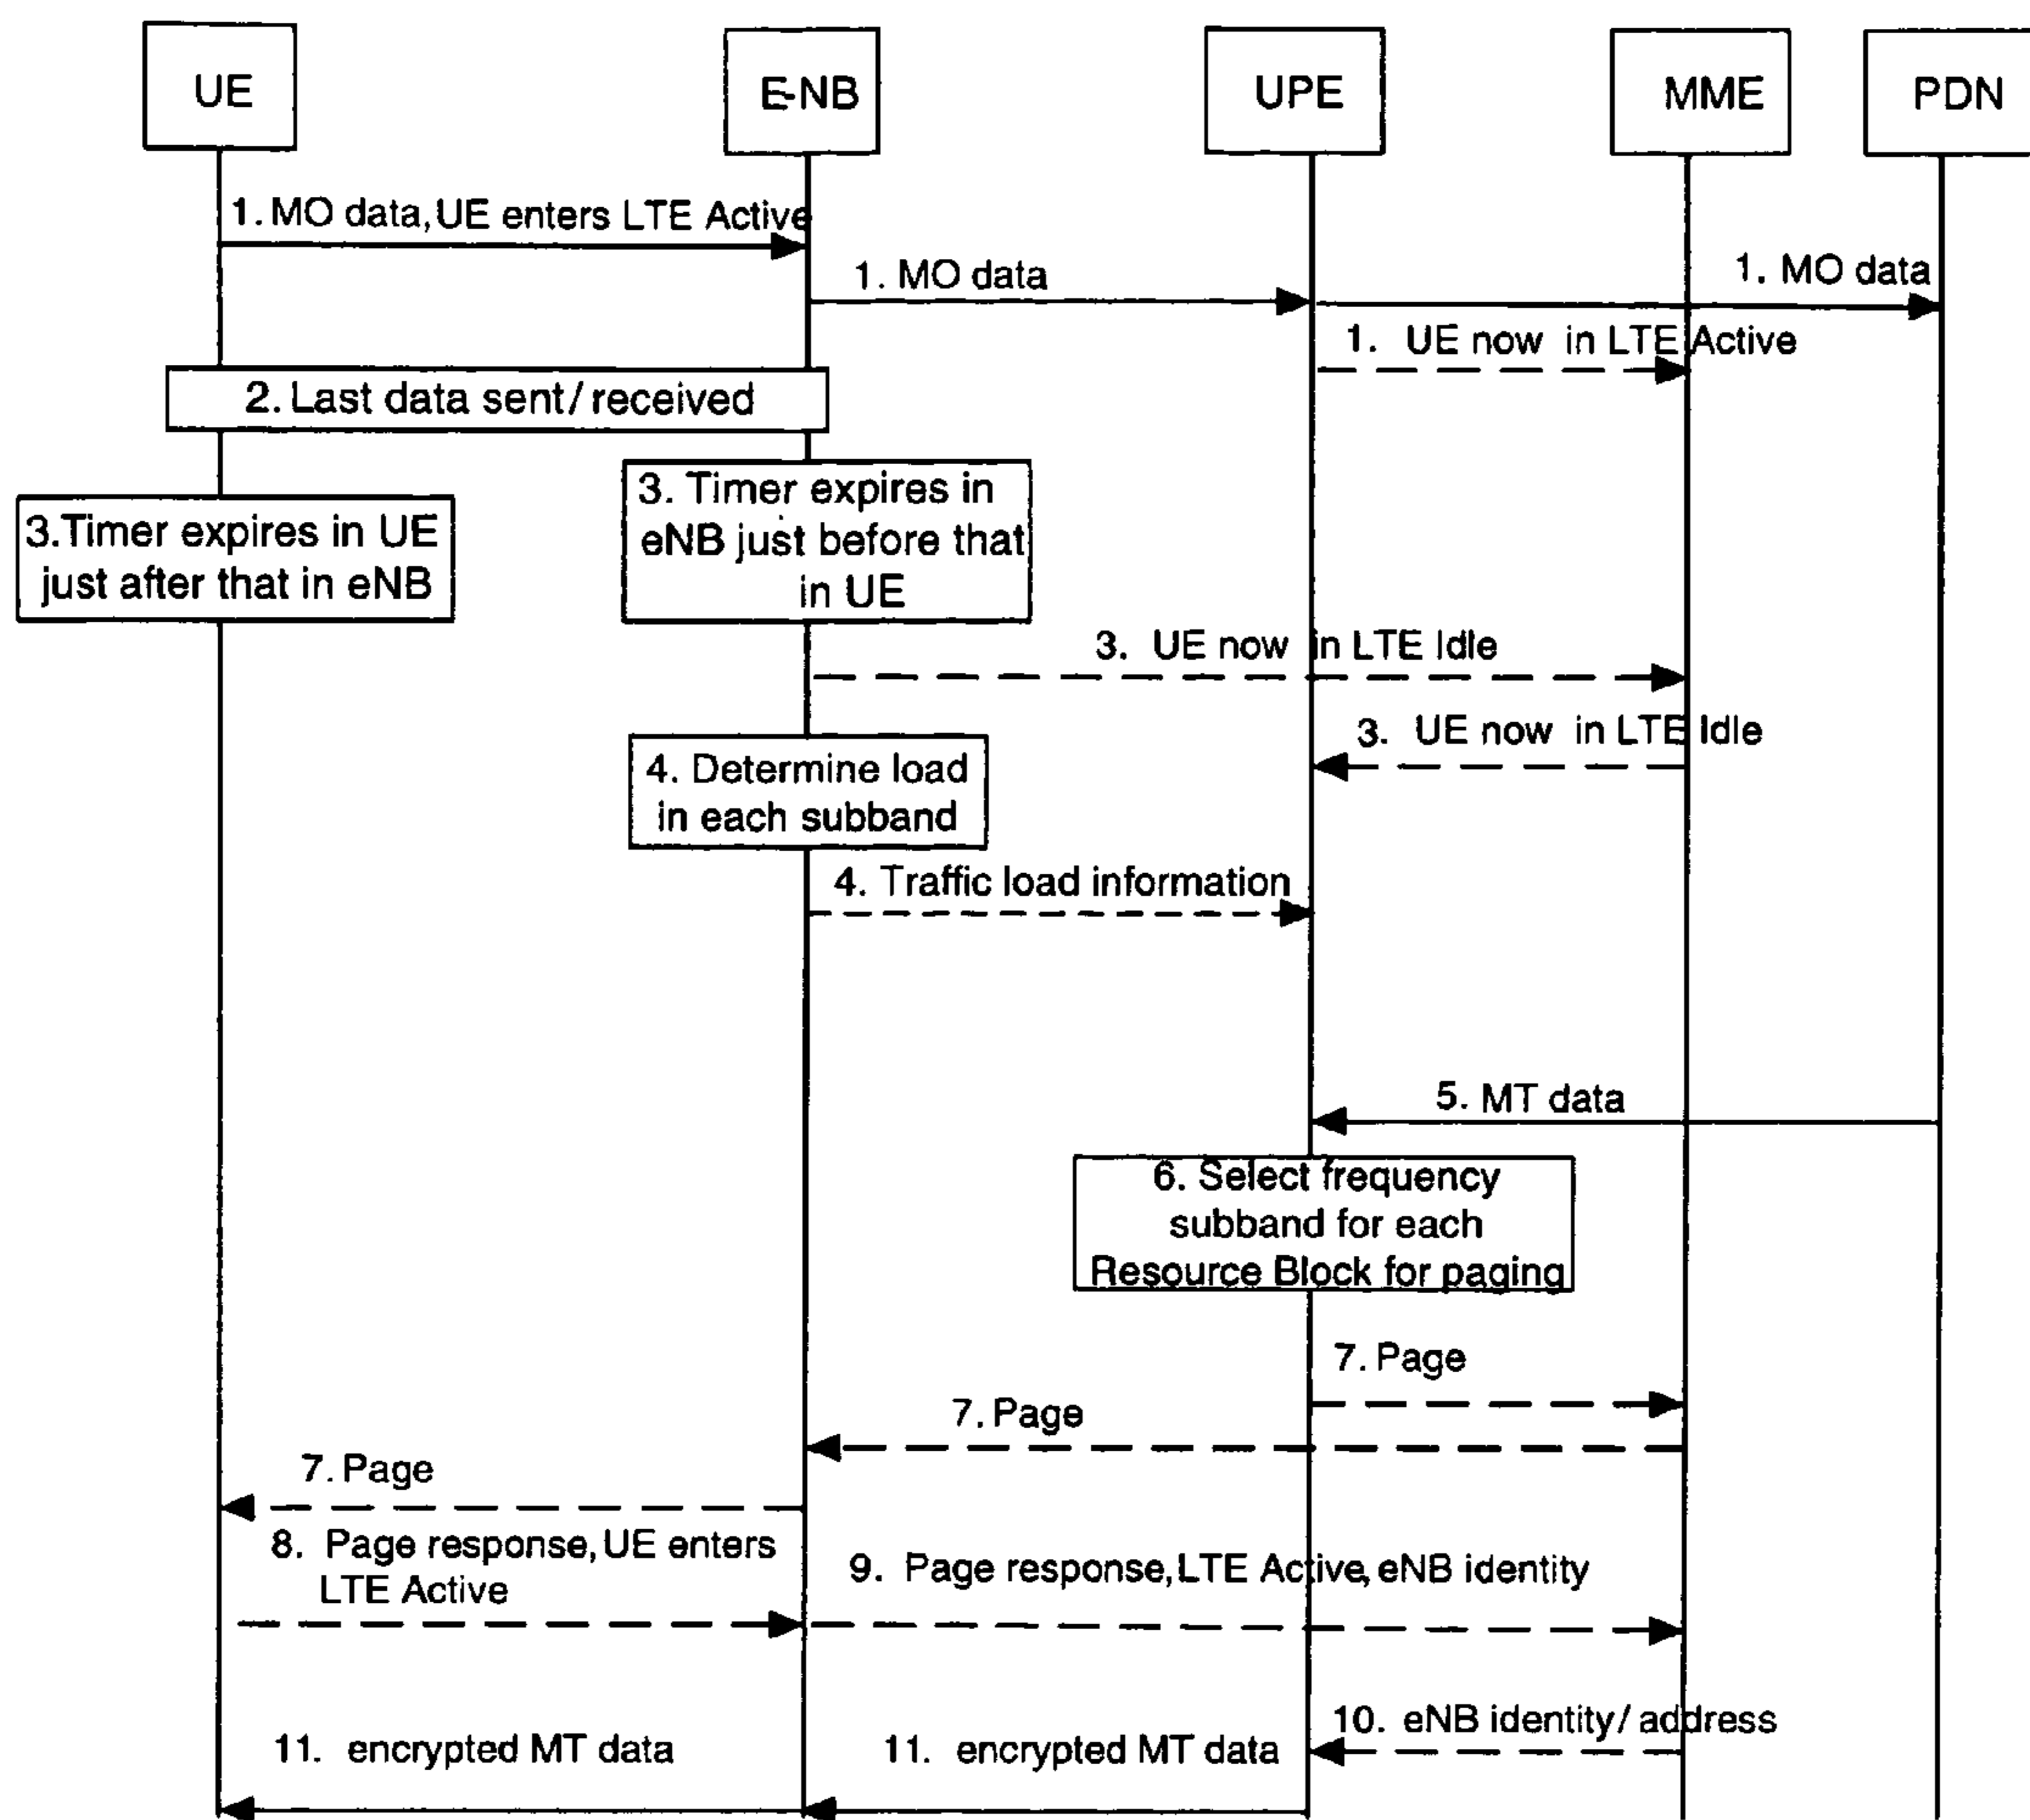 UE
E-NB
UPE
MME
PDN
1. MO data, UE enters LTE Active
1. MO data
1. MO data
1. UE now in LTE Active
2. Last data sent/ received
3. Timer expires in UE
just after that in eNB
3. Timer expires in
eNB just before that
in UE
3. UE now in LTE Idle
3. UE now in LTE Idle
4. Determine load
in each subband
4. Traffic load information
5. MT data
6. Select frequency
subband for each
Resource Block for paging
7. Page
7. Page
7. Page
8. Page response, UE enters
LTE Active
9. Page response, LTE Active, eNB identity
10. eNB identity/ address
11. encrypted MT data
11. encrypted MT data